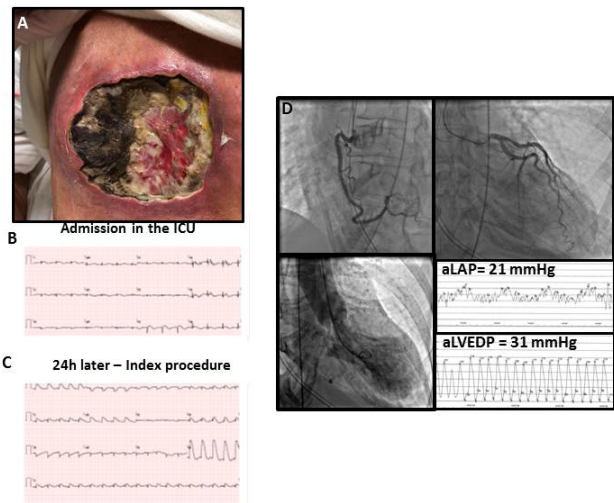 A
Admission in the ICU
B
C
24h later – Index procedure
D
aLAP= 21 mmHg
aLVEDP = 31 mmHg